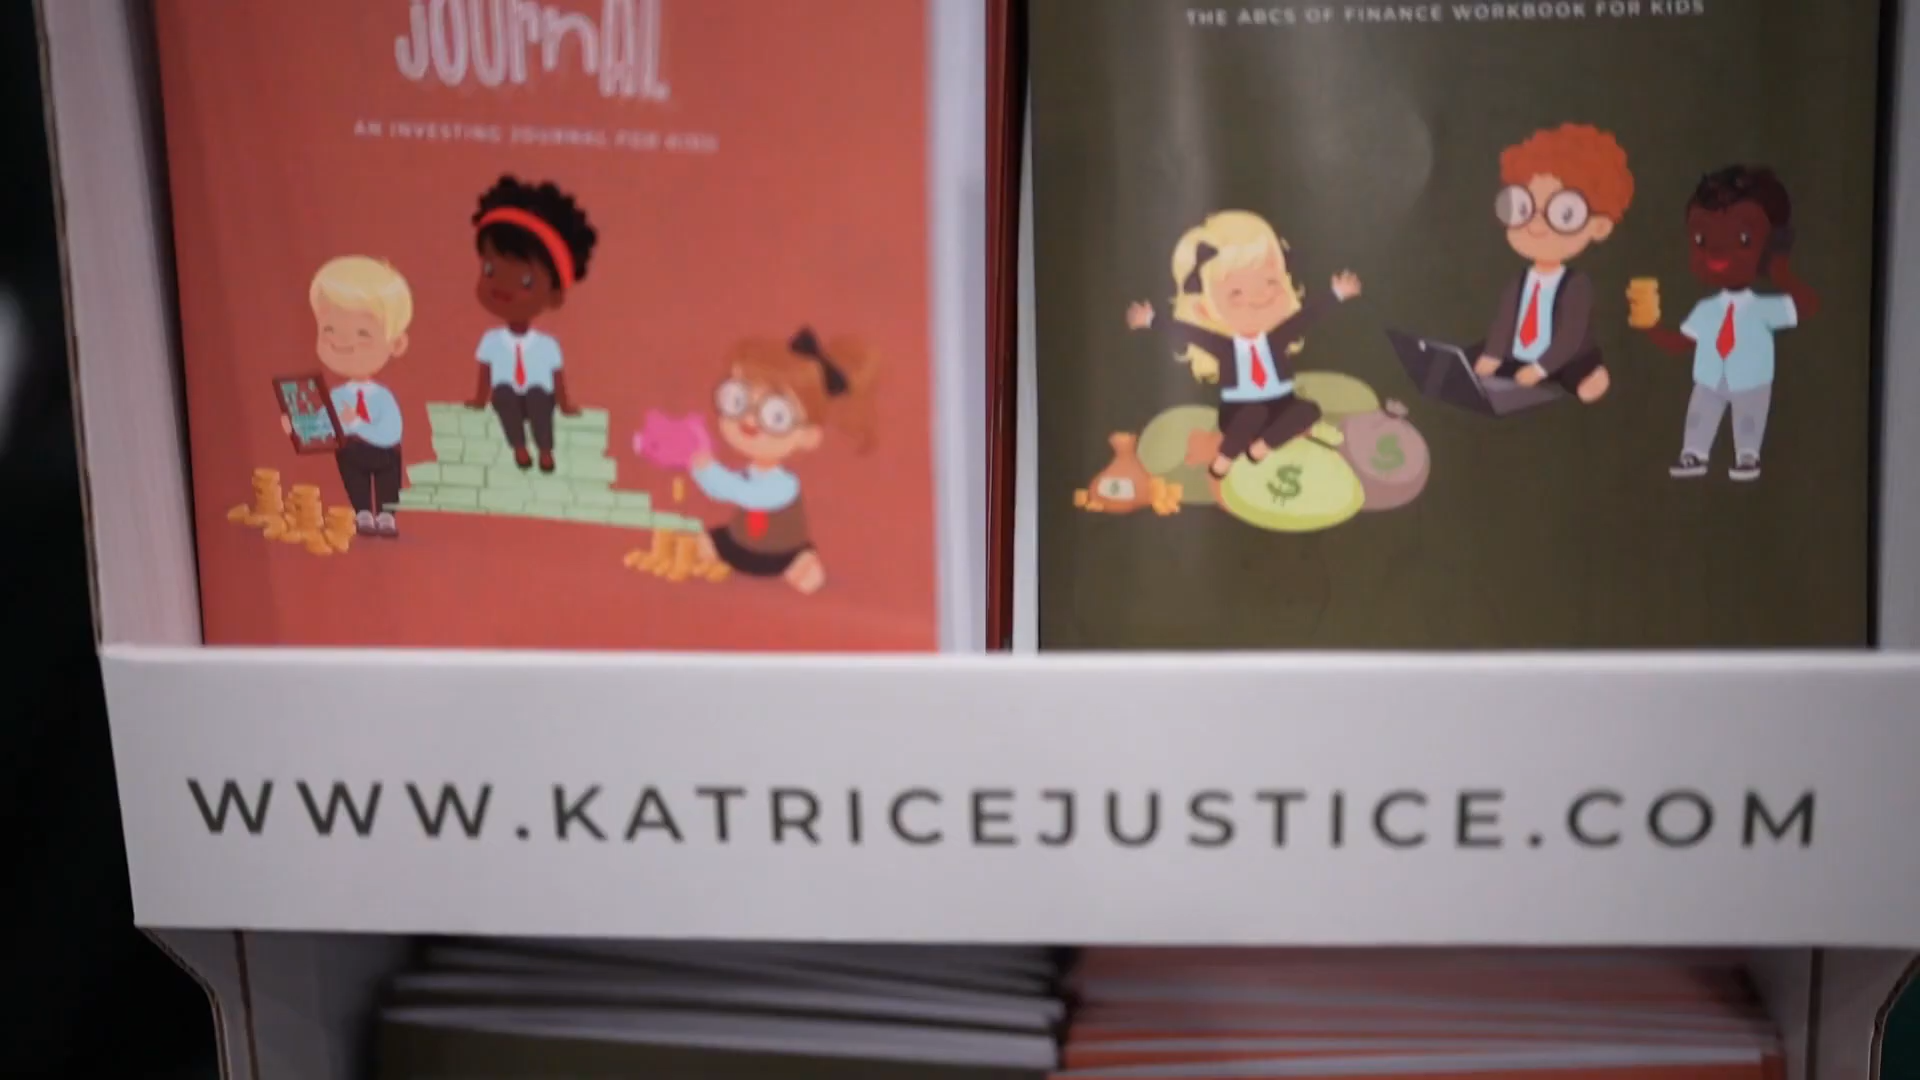 JOURNAL
AN INVESTING JOURNAL FOR KIDS
THE ABCS OF FINANCE WORKBOOK FOR KIDS
WWW.KATRICEJUSTICE.COM